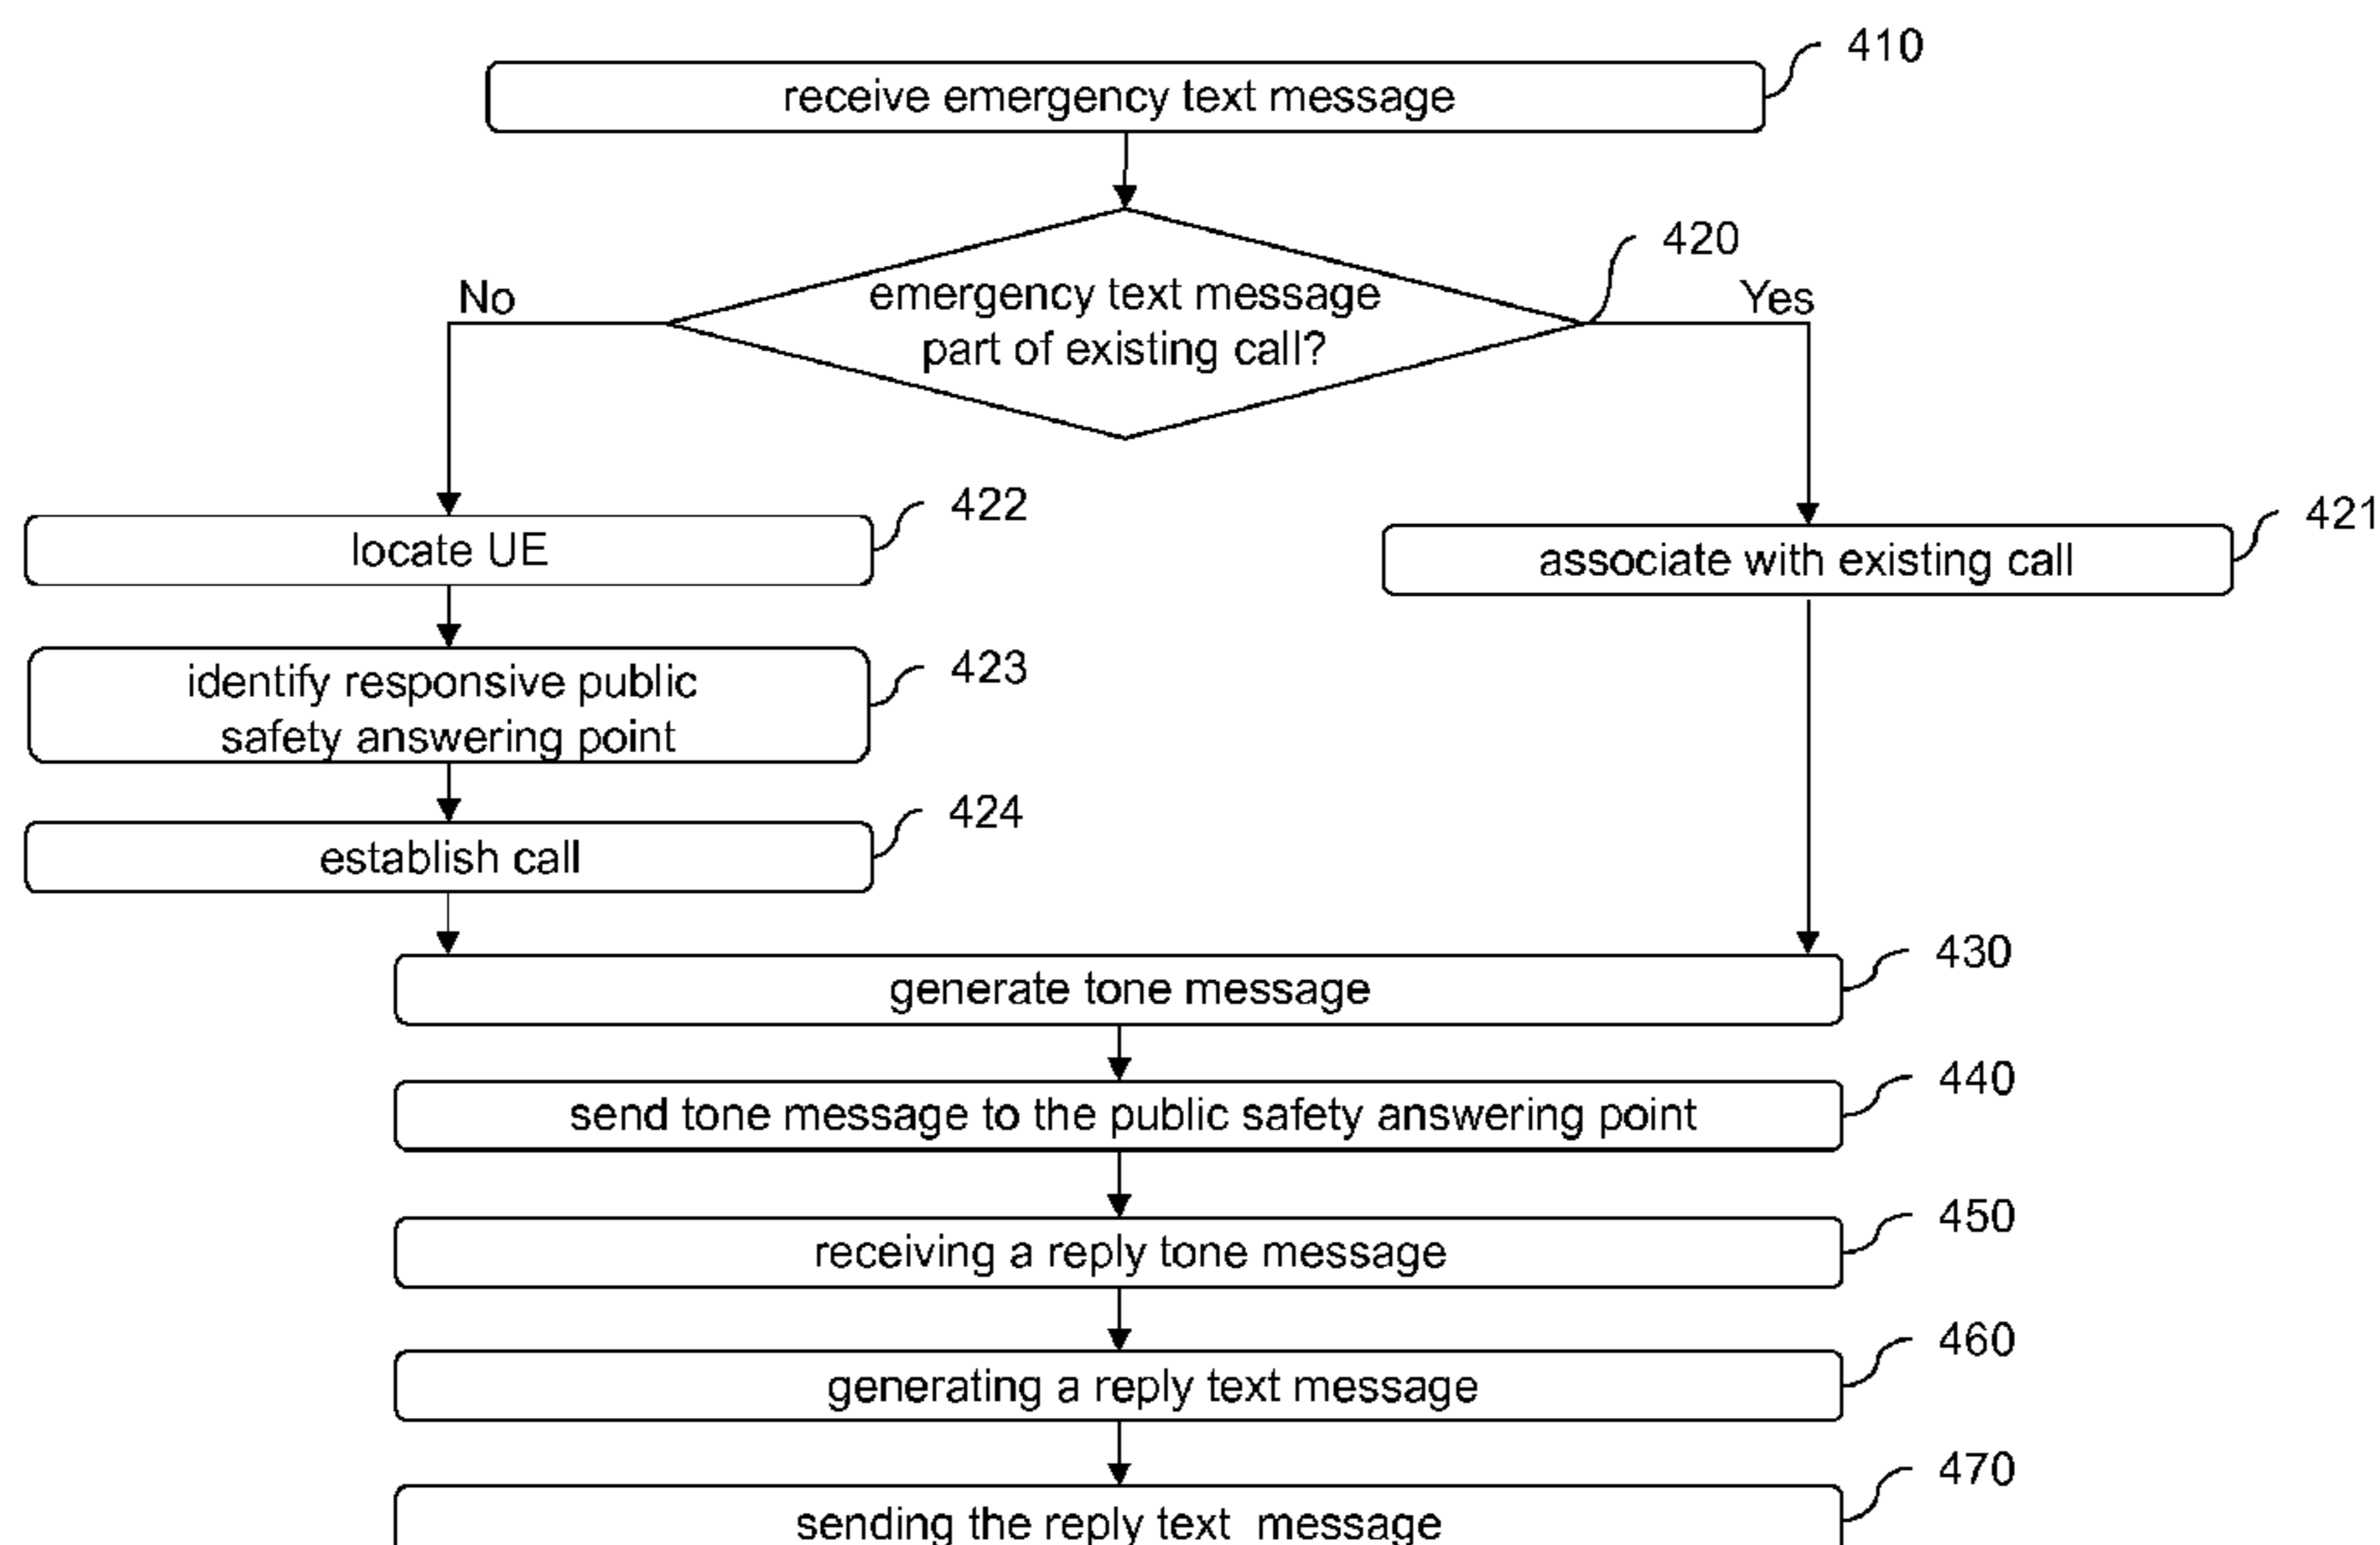 410
receive emergency text message
420
No
Yes
emergency text message
part of existing call?
422
421
locate UE
associate with existing call
423
identify responsive public
safety answering point
424
establish call
430
generate tone message
440
send tone message to the public safety answering point
450
receiving a reply tone message
460
generating a reply text message
470
sending the reply text message